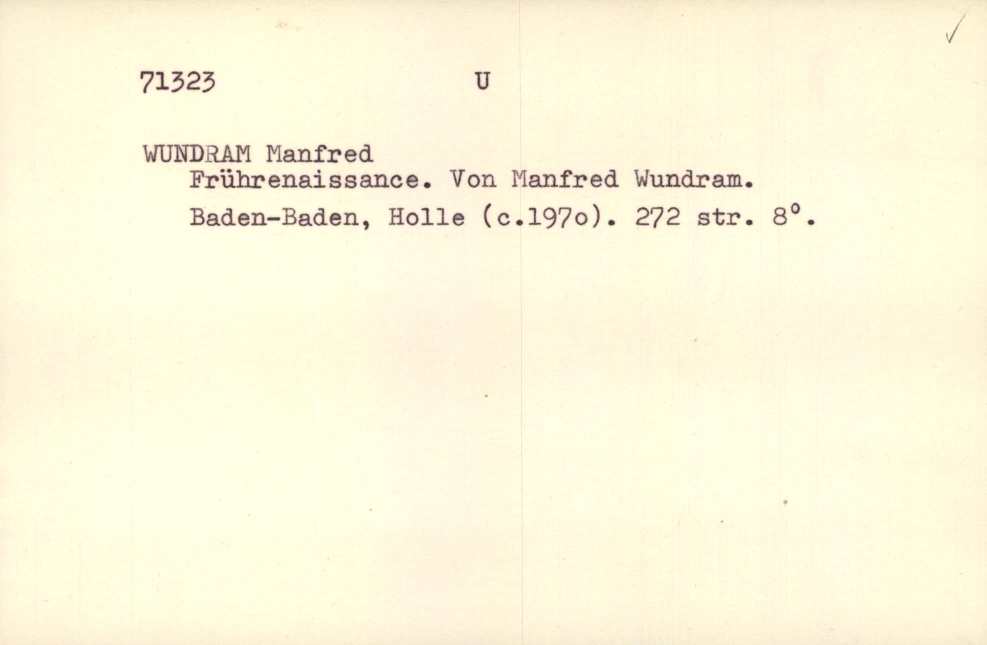 71323 U
WUNDRAM Manfred
Frührenaissance. Von Manfred Wundram.
Baden-Baden, Holle (c.197o). 272 str. 8°.